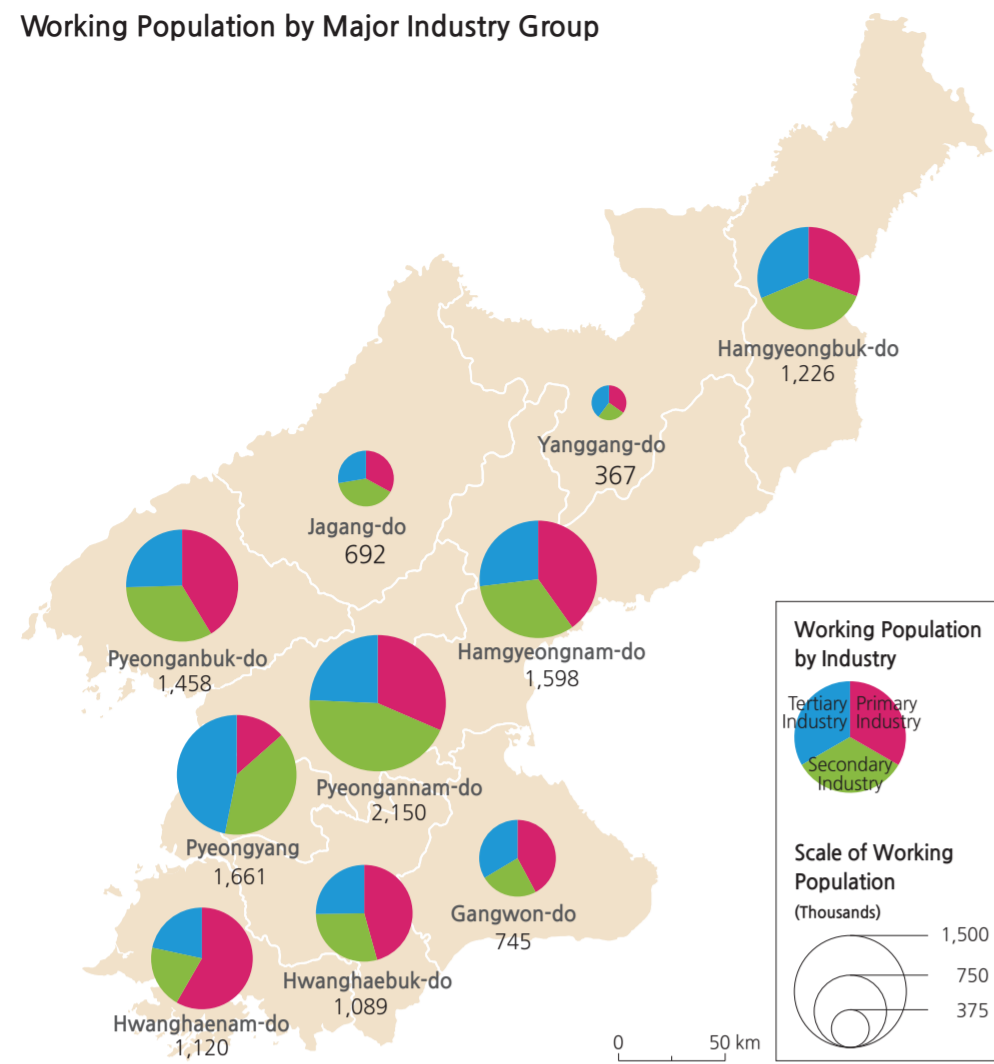 Working Population by Major Industry Group
Hamgyeongbuk-do
1,226
Yanggang-do
367
Jagang-do
692
Pyeonganbuk-do
1,458
Hamgyeongnam-do
1,598
Pyeongannam-do
2,150
Pyeongyang
1,661
Gangwon-do
745
Hwanghaebuk-do
1,089
Hwanghaenam-do
1,120
Working Population
by Industry
Tertiary
Industry
Primary
Industry
Secondary
Industry
Scale of Working
Population
(Thousands)
1,500
750
375
0 50 km